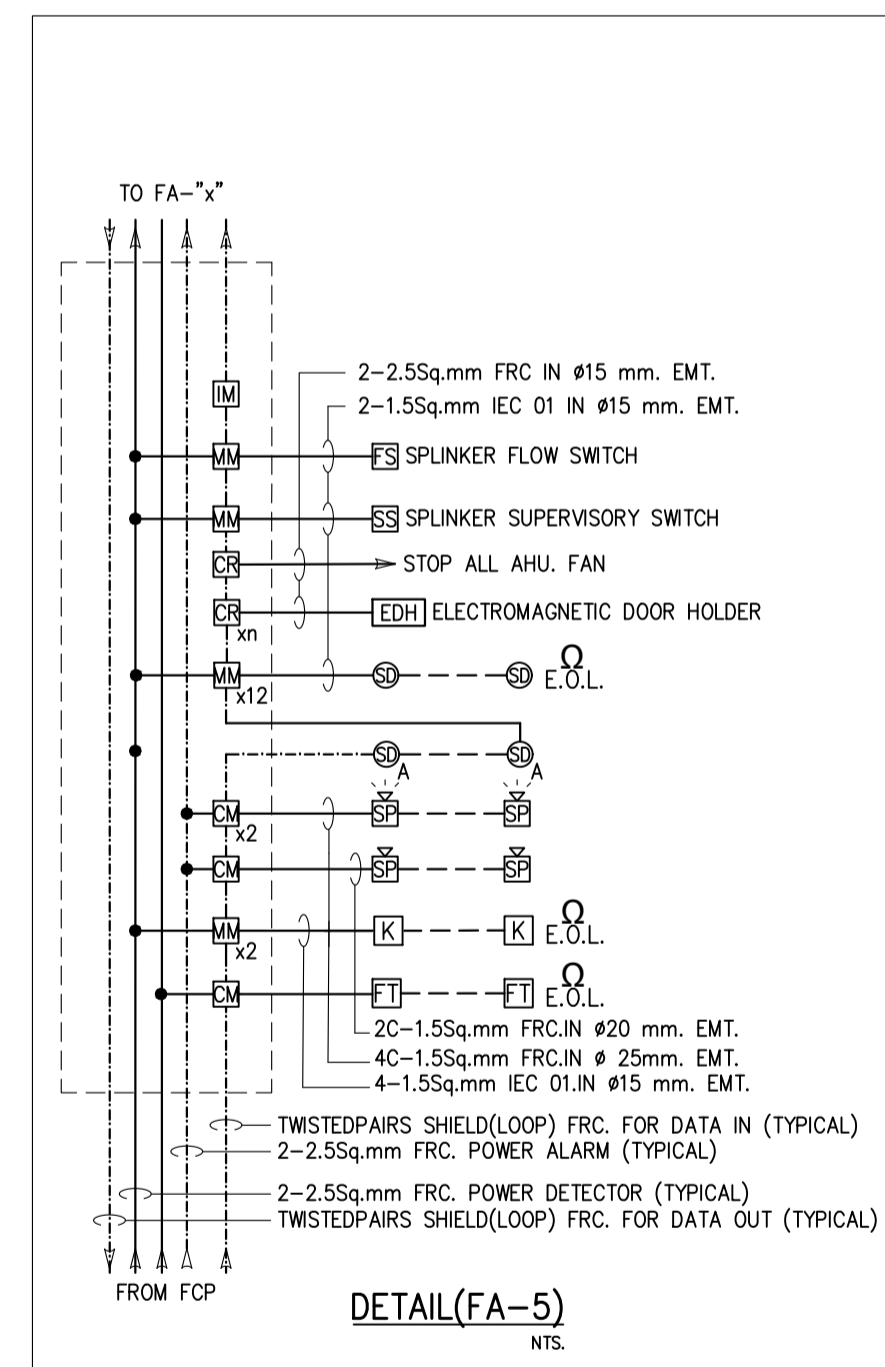 TO FA-"x"
2-2.5Sq.mm FRC IN ø15 mm. EMT.
IM
2-1.5Sq.mm IEC 01 IN ø15 mm. EMT.
MM FS SPLINKER FLOW SWITCH
MM SS SPLINKER SUPERVISORY SWITCH
CR STOP ALL AHU. FAN
CR EDH ELECTROMAGNETIC DOOR HOLDER
xn
MM SD SD Ω E.O.L.
x12
SD SD
A A
CM SP SP
x2
CM SP SP
MM K K Ω E.O.L.
x2
CM FT FT Ω E.O.L.
2C-1.5Sq.mm FRC.IN ø20 mm. EMT.
4C-1.5Sq.mm FRC.IN ø 25mm. EMT.
4-1.5Sq.mm IEC 01.IN ø15 mm. EMT.
TWISTEDPAIRS SHIELD(LOOP) FRC. FOR DATA IN (TYPICAL)
2-2.5Sq.mm FRC. POWER ALARM (TYPICAL)
2-2.5Sq.mm FRC. POWER DETECTOR (TYPICAL)
TWISTEDPAIRS SHIELD(LOOP) FRC. FOR DATA OUT (TYPICAL)
FROM FCP
DETAIL(FA-5)
NTS.